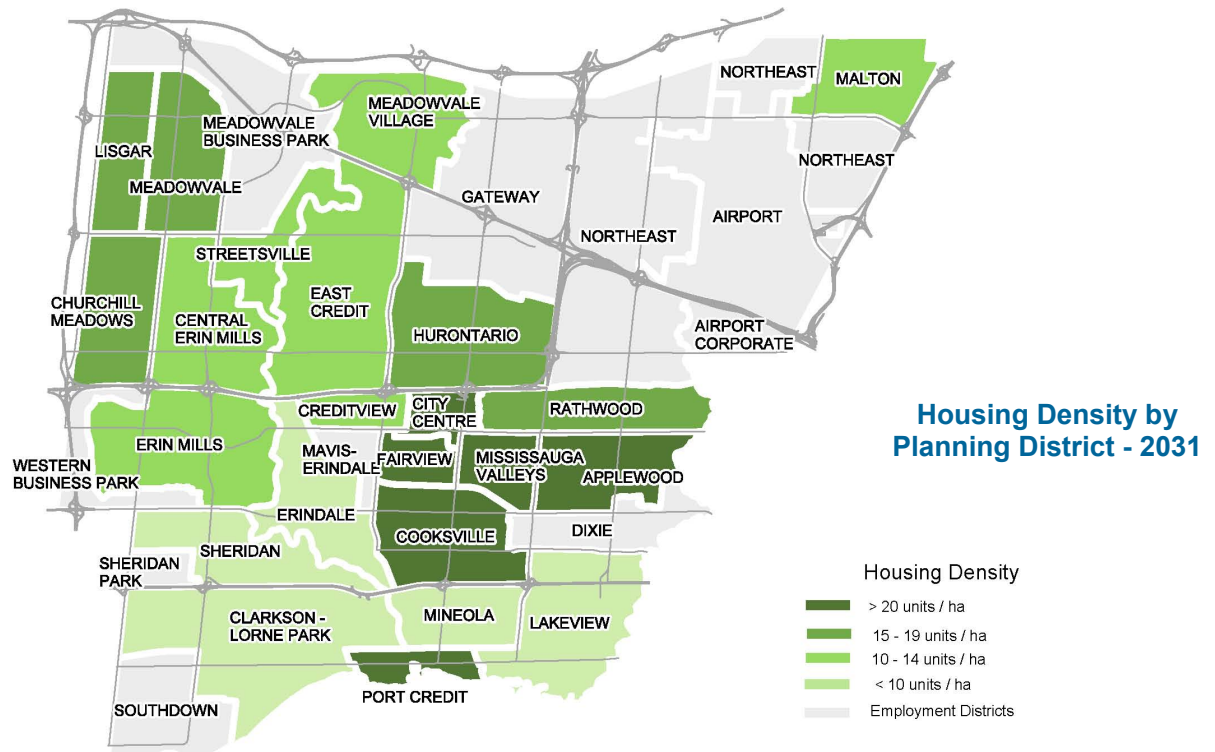 NORTHEAST
MALTON
MEADOWVALE
VILLAGE
MEADOWVALE
BUSINESS PARK
LISGAR
NORTHEAST
MEADOWVALE
GATEWAY
AIRPORT
NORTHEAST
STREETSVILLE
EAST
CREDIT
CHURCHILL
MEADOWS
CENTRAL
ERIN MILLS
HURONTARIO
AIRPORT
CORPORATE
CREDITVIEW
CITY
CENTRE
RATHWOOD
Housing Density by
Planning District - 2031
ERIN MILLS
MAVIS-
ERINDALE
FAIRVIEW
MISSISSAUGA
VALLEYS
APPLEWOOD
WESTERN
BUSINESS PARK
ERINDALE
COOKSVILLE
DIXIE
SHERIDAN
SHERIDAN
PARK
CLARKSON -
LORNE PARK
MINEOLA
LAKEVIEW
PORT CREDIT
SOUTHDOWN
Housing Density
> 20 units / ha
15 - 19 units / ha
10 - 14 units / ha
< 10 units / ha
Employment Districts